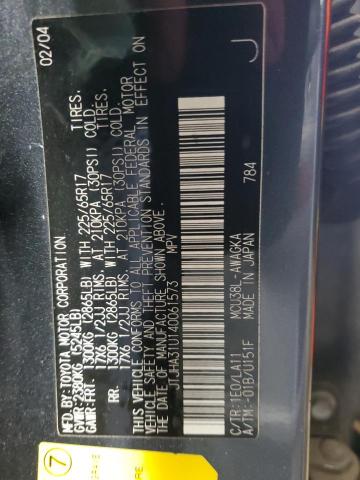 MFD.BY:TOYOTA MOTOR CORPORATION 02/04
GVWR:2380KG (5245LB)
GAWR:FRT. 1300KG (2865LB) WITH 225/65R17 TIRES,
17X6 1/2JJ RIMS, AT 210KPA (30PSI) COLD.
RR. 1300KG (2865LB) WITH 225/65R17 TIRES,
17X6 1/2JJ RIMS, AT 210KPA (30PSI) COLD.
THIS VEHICLE CONFORMS TO ALL APPLICABLE FEDERAL MOTOR
VEHICLE SAFETY AND THEFT PREVENTION STANDARDS IN EFFECT ON
THE DATE OF MANUFACTURE SHOWN ABOVE.
JTJHA31U140061573 MPV
J
C/TR:1E0/LA11 MCU38L-AWAGKA
A/TM:-01B/U151F MADE IN JAPAN 784
7